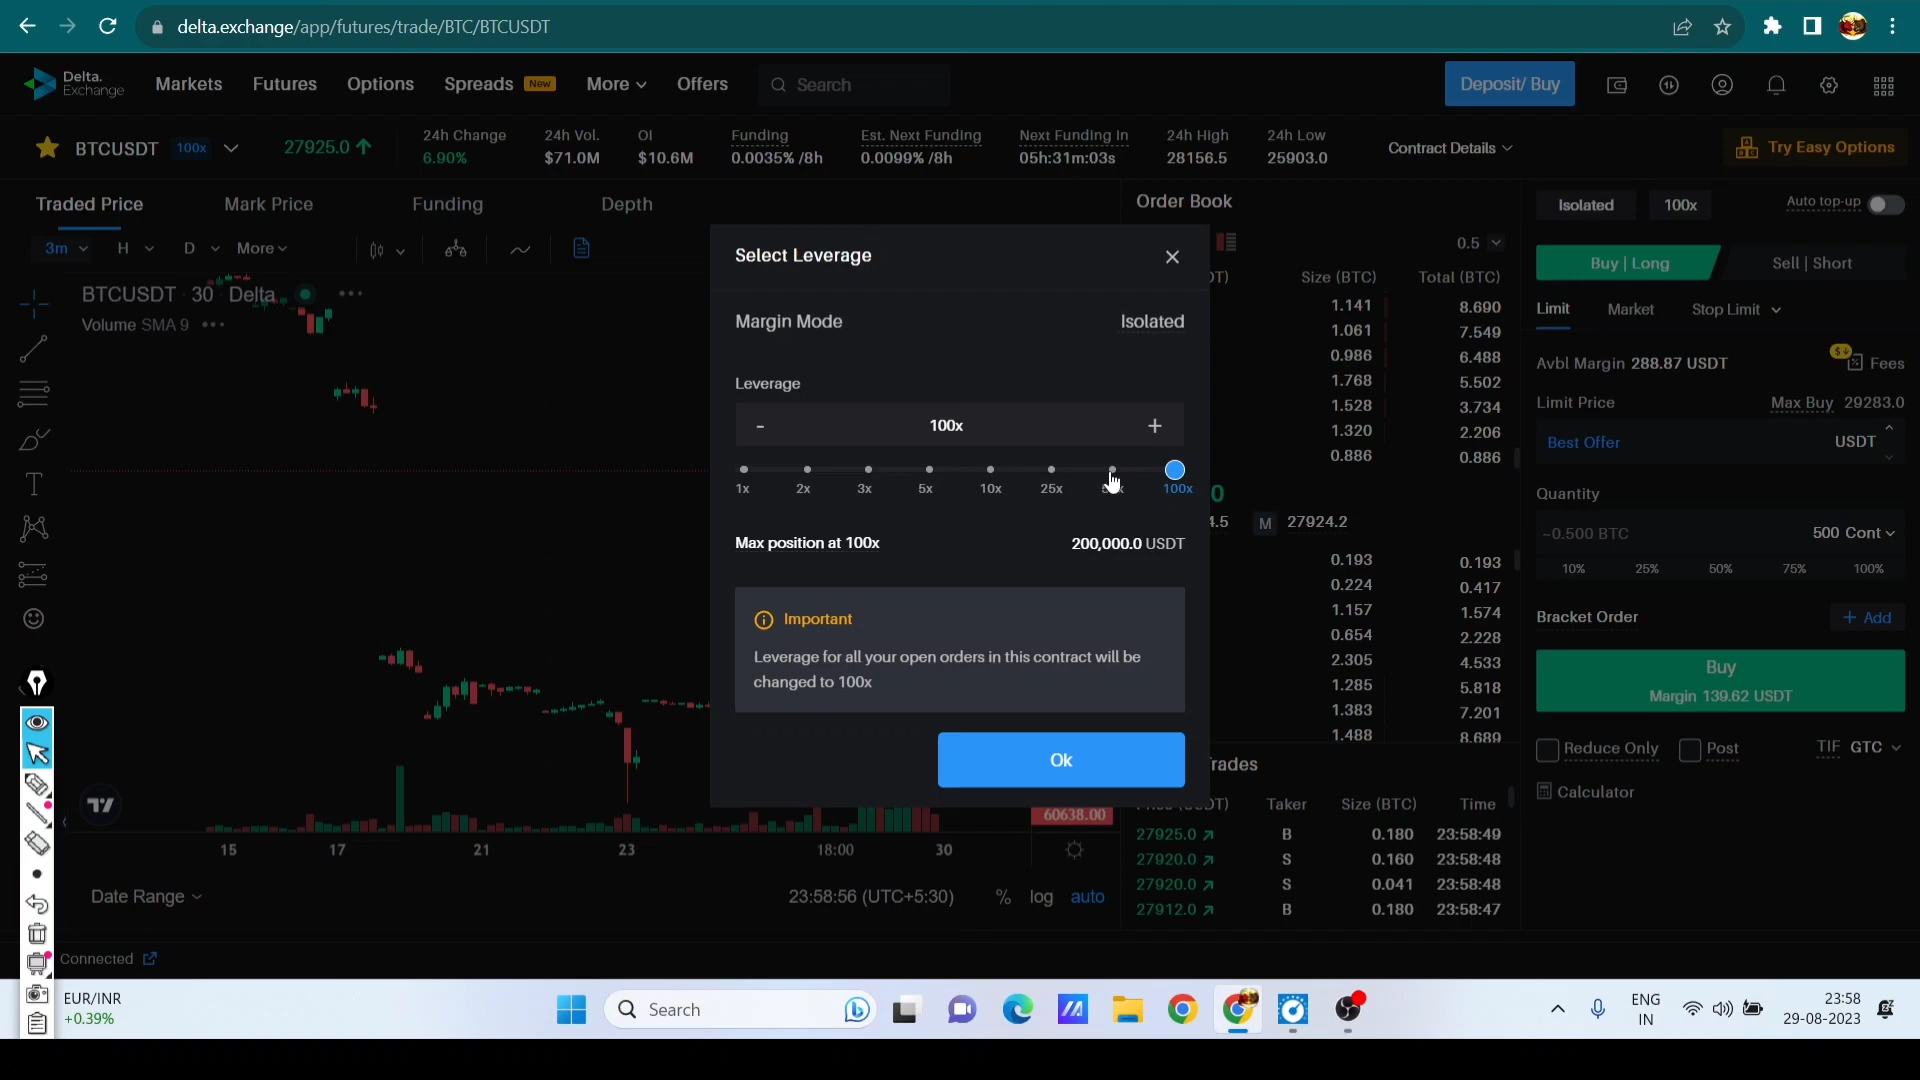 delta.exchange/app/futures/trade/BTC/BTCUSDT
Delta.
Exchange
Markets
Futures
Options
Spreads New
More
Offers
Search
Deposit/ Buy
BTCUSDT 100x
27925.0
24h Change
6.90%
24h Vol.
$71.0M
OI
$10.6M
Funding
0.0035% /8h
Est. Next Funding
0.0099% /8h
Next Funding In
05h:31m:03s
24h High
28156.5
24h Low
25903.0
Contract Details
Try Easy Options
Traded Price
Mark Price
Funding
Depth
3m H D More
BTCUSDT · 30 · Delta
Volume SMA 9
Select Leverage
Margin Mode Isolated
Leverage
- 100x +
1x 2x 3x 5x 10x 25x 100x
Max position at 100x 200,000.0 USDT
Important
Leverage for all your open orders in this contract will be
changed to 100x
Ok
60638.00
15 17 21 23 18:00 30
Date Range
23:58:56 (UTC+5:30) % log auto
Order Book
0.5
Size (BTC) Total (BTC)
1.141 8.690
1.061 7.549
0.986 6.488
1.768 5.502
1.528 3.734
1.320 2.206
0.886 0.886
M 27924.2
0.193 0.193
0.224 0.417
1.157 1.574
0.654 2.228
2.305 4.533
1.285 5.818
1.383 7.201
1.488 8.689
Taker Size (BTC) Time
27925.0 B 0.180 23:58:49
27920.0 S 0.160 23:58:48
27920.0 S 0.041 23:58:48
27912.0 B 0.180 23:58:47
Isolated 100x Auto top-up
Buy | Long Sell | Short
Limit Market Stop Limit
Avbl Margin 288.87 USDT Fees
Limit Price Max Buy 29283.0
Best Offer USDT
Quantity
~0.500 BTC 500 Cont
10% 25% 50% 75% 100%
Bracket Order + Add
Buy
Margin 139.62 USDT
Reduce Only Post TIF GTC
Calculator
Connected
EUR/INR
+0.39%
Search
ENG
IN
23:58
29-08-2023